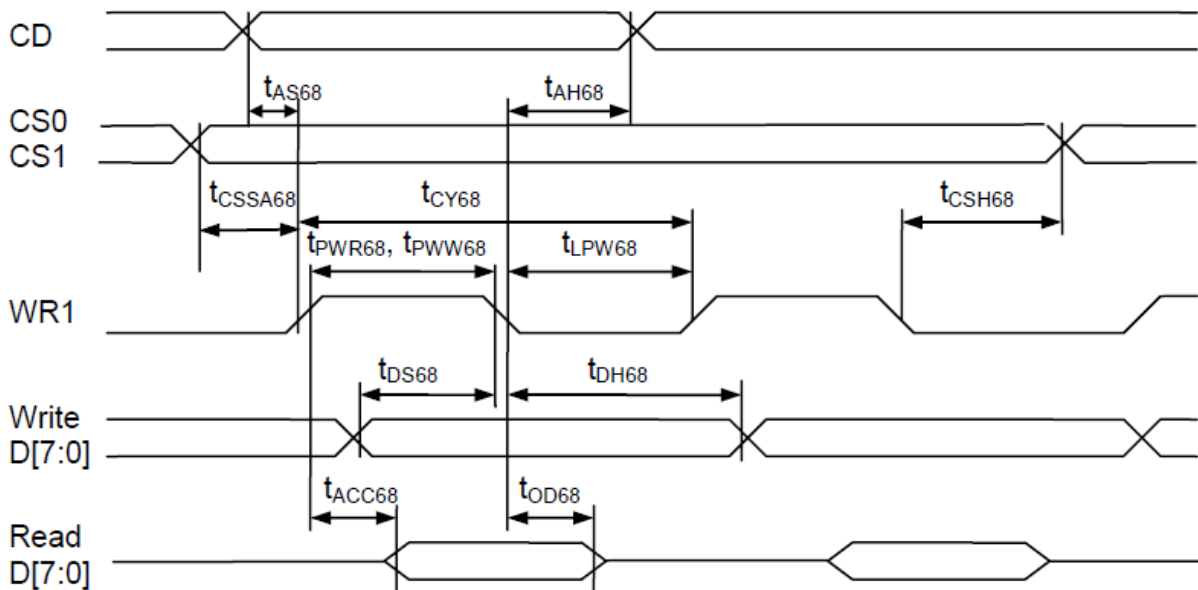 CD
tAS68 tAH68
CS0
CS1
tCSSA68 tCY68 tCSH68
tPWR68, tPWW68 tLPW68
WR1
tDS68 tDH68
Write
D[7:0]
tACC68 tOD68
Read
D[7:0]